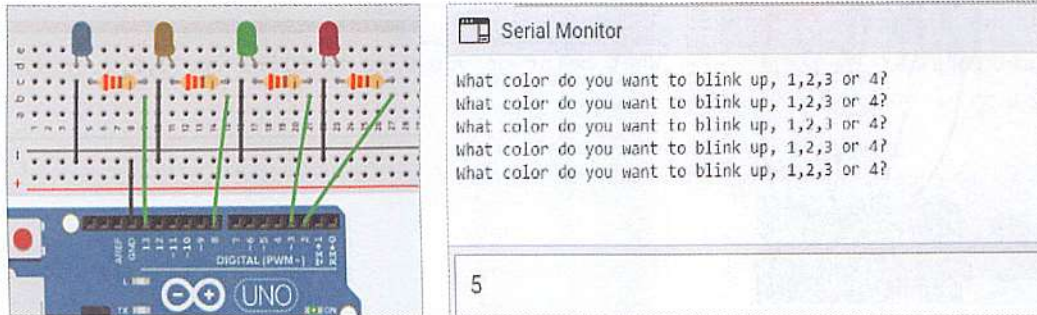 Serial Monitor
What color do you want to blink up, 1,2,3 or 4?
What color do you want to blink up, 1,2,3 or 4?
What color do you want to blink up, 1,2,3 or 4?
What color do you want to blink up, 1,2,3 or 4?
What color do you want to blink up, 1,2,3 or 4?
5
AREF
GND
13
12
~11
~10
~9
8
7
~6
~5
4
~3
2
TX→1
RX←0
DIGITAL (PWM~)
L
TX
UNO
ON